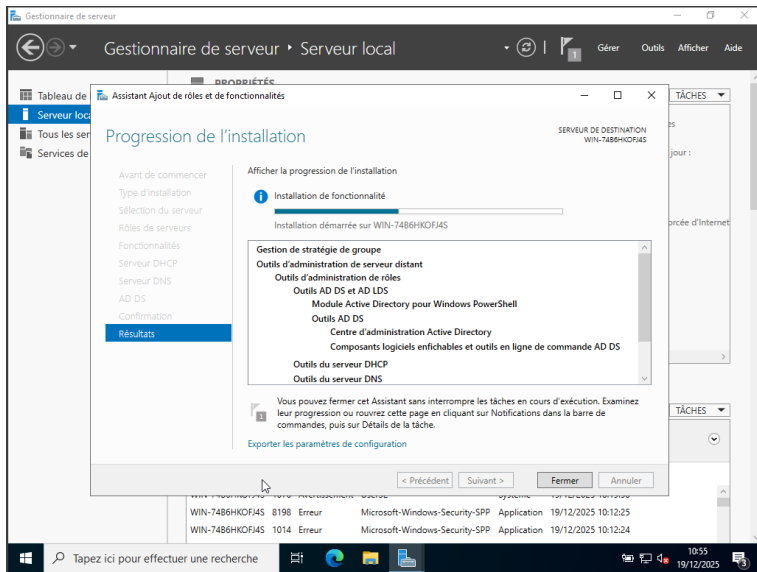 Gestionnaire de serveur
Gestionnaire de serveur • Serveur local
1
Gérer Outils Afficher Aide
PROPRIÉTÉS
TÂCHES
Tableau de
Serveur loca
Tous les ser
Services de
Assistant Ajout de rôles et de fonctionnalités
Progression de l'installation
SERVEUR DE DESTINATION
WIN-74B6HKOFJ4S
Avant de commencer
Type d'installation
Sélection du serveur
Rôles de serveurs
Fonctionnalités
Serveur DHCP
Serveur DNS
AD DS
Confirmation
Résultats
Afficher la progression de l'installation
Installation de fonctionnalité
Installation démarrée sur WIN-74B6HKOFJ4S
Gestion de stratégie de groupe
Outils d'administration de serveur distant
Outils d'administration de rôles
Outils AD DS et AD LDS
Module Active Directory pour Windows PowerShell
Outils AD DS
Centre d'administration Active Directory
Composants logiciels enfichables et outils en ligne de commande AD DS
Outils du serveur DHCP
Outils du serveur DNS
1
Vous pouvez fermer cet Assistant sans interrompre les tâches en cours d'exécution. Examinez
leur progression ou rouvrez cette page en cliquant sur Notifications dans la barre de
commandes, puis sur Détails de la tâche.
Exporter les paramètres de configuration
< Précédent Suivant > Fermer Annuler
es
jour :
orcée d'Internet
TÂCHES
WIN-74B6HKOFJ4S 8198 Erreur Microsoft-Windows-Security-SPP Application 19/12/2025 10:12:25
WIN-74B6HKOFJ4S 1014 Erreur Microsoft-Windows-Security-SPP Application 19/12/2025 10:12:24
Tapez ici pour effectuer une recherche
10:55
19/12/2025
3